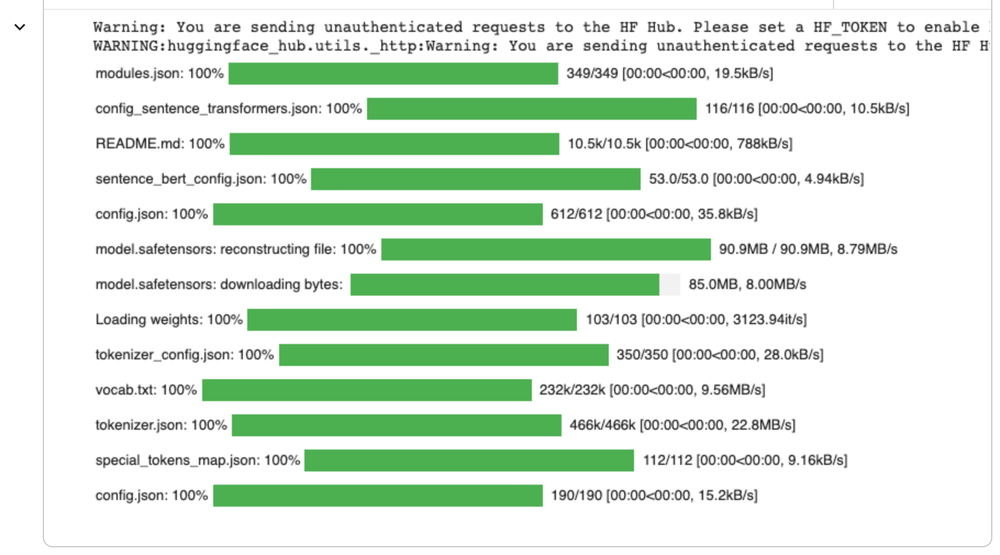 Warning: You are sending unauthenticated requests to the HF Hub. Please set a HF_TOKEN to enable
WARNING:huggingface_hub.utils._http:Warning: You are sending unauthenticated requests to the HF H
modules.json: 100% 349/349 [00:00<00:00, 19.5kB/s]
config_sentence_transformers.json: 100% 116/116 [00:00<00:00, 10.5kB/s]
README.md: 100% 10.5k/10.5k [00:00<00:00, 788kB/s]
sentence_bert_config.json: 100% 53.0/53.0 [00:00<00:00, 4.94kB/s]
config.json: 100% 612/612 [00:00<00:00, 35.8kB/s]
model.safetensors: reconstructing file: 100% 90.9MB / 90.9MB, 8.79MB/s
model.safetensors: downloading bytes: 85.0MB, 8.00MB/s
Loading weights: 100% 103/103 [00:00<00:00, 3123.94it/s]
tokenizer_config.json: 100% 350/350 [00:00<00:00, 28.0kB/s]
vocab.txt: 100% 232k/232k [00:00<00:00, 9.56MB/s]
tokenizer.json: 100% 466k/466k [00:00<00:00, 22.8MB/s]
special_tokens_map.json: 100% 112/112 [00:00<00:00, 9.16kB/s]
config.json: 100% 190/190 [00:00<00:00, 15.2kB/s]